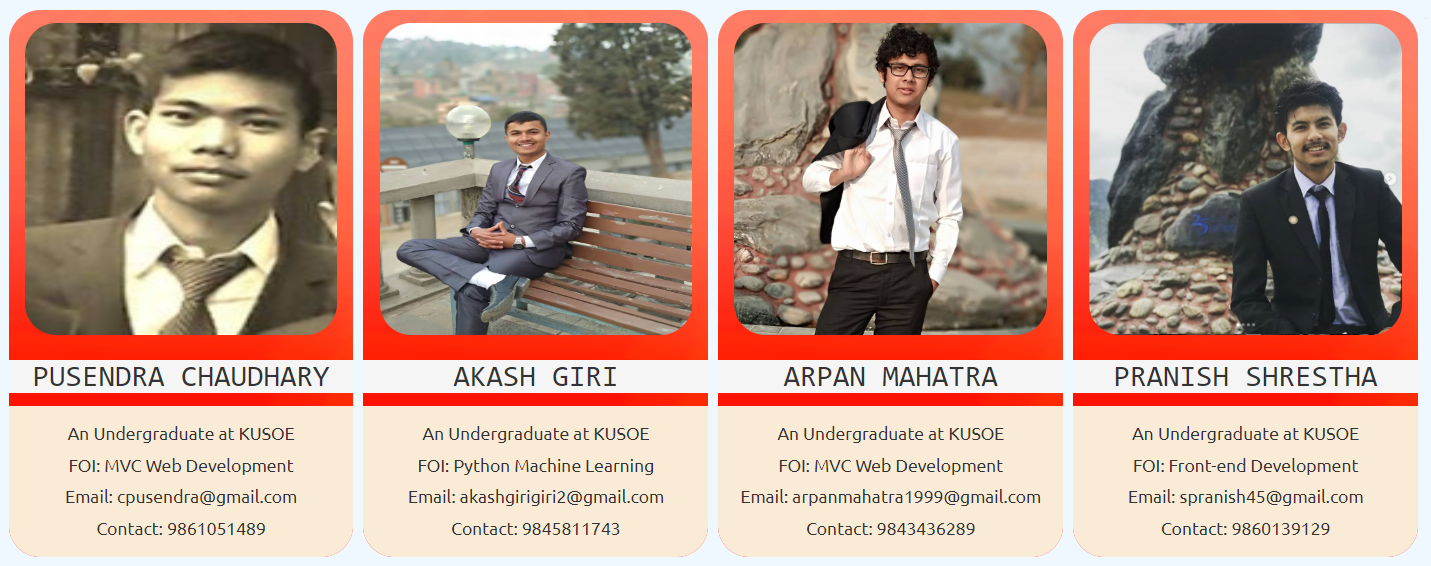 PUSENDRA CHAUDHARY
An Undergraduate at KUSOE
FOI: MVC Web Development
Email: cpusendra@gmail.com
Contact: 9861051489
AKASH GIRI
An Undergraduate at KUSOE
FOI: Python Machine Learning
Email: akashgirigiri2@gmail.com
Contact: 9845811743
ARPAN MAHATRA
An Undergraduate at KUSOE
FOI: MVC Web Development
Email: arpanmahatra1999@gmail.com
Contact: 9843436289
PRANISH SHRESTHA
An Undergraduate at KUSOE
FOI: Front-end Development
Email: spranish45@gmail.com
Contact: 9860139129